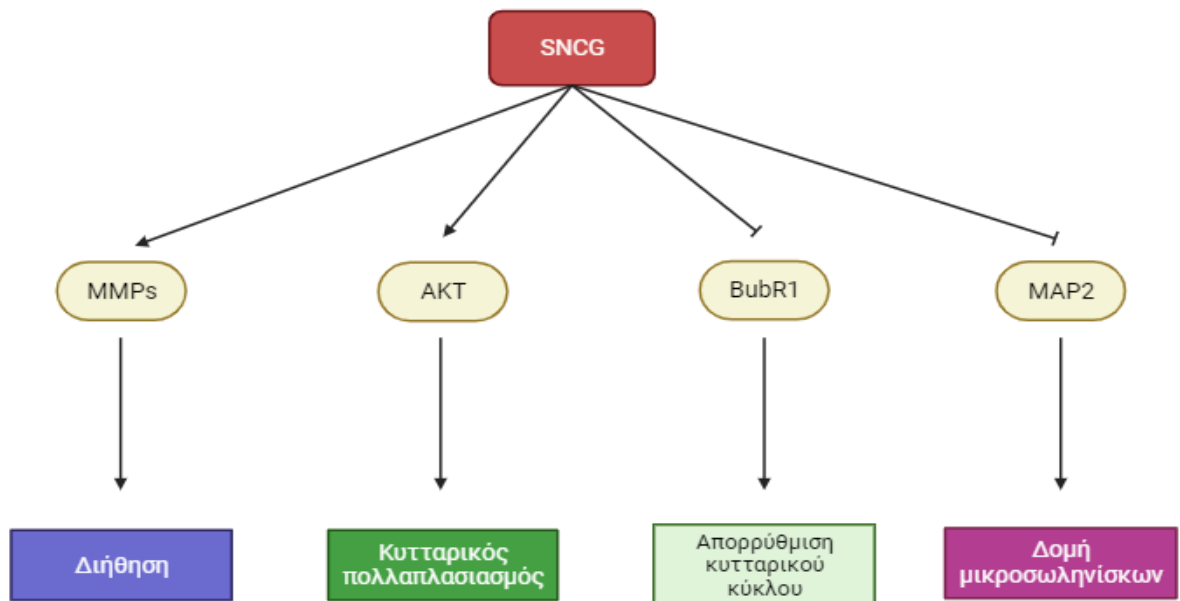 SNCG
MMPs
AKT
BubR1
MAP2
Διήθηση
Κυτταρικός
πολλαπλασιασμός
Απορρύθμιση
κυτταρικού
κύκλου
Δομή
μικροσωληνίσκων